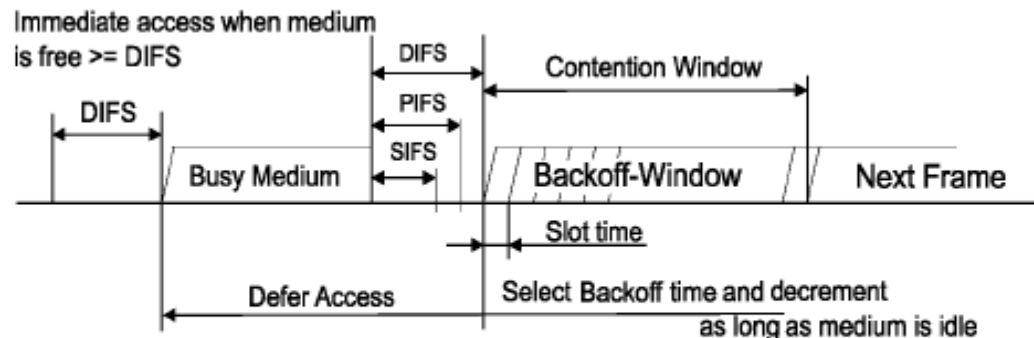 Immediate access when medium
is free >= DIFS
DIFS
DIFS
PIFS
SIFS
Contention Window
Busy Medium
Backoff-Window
Next Frame
Slot time
Defer Access
Select Backoff time and decrement
as long as medium is idle